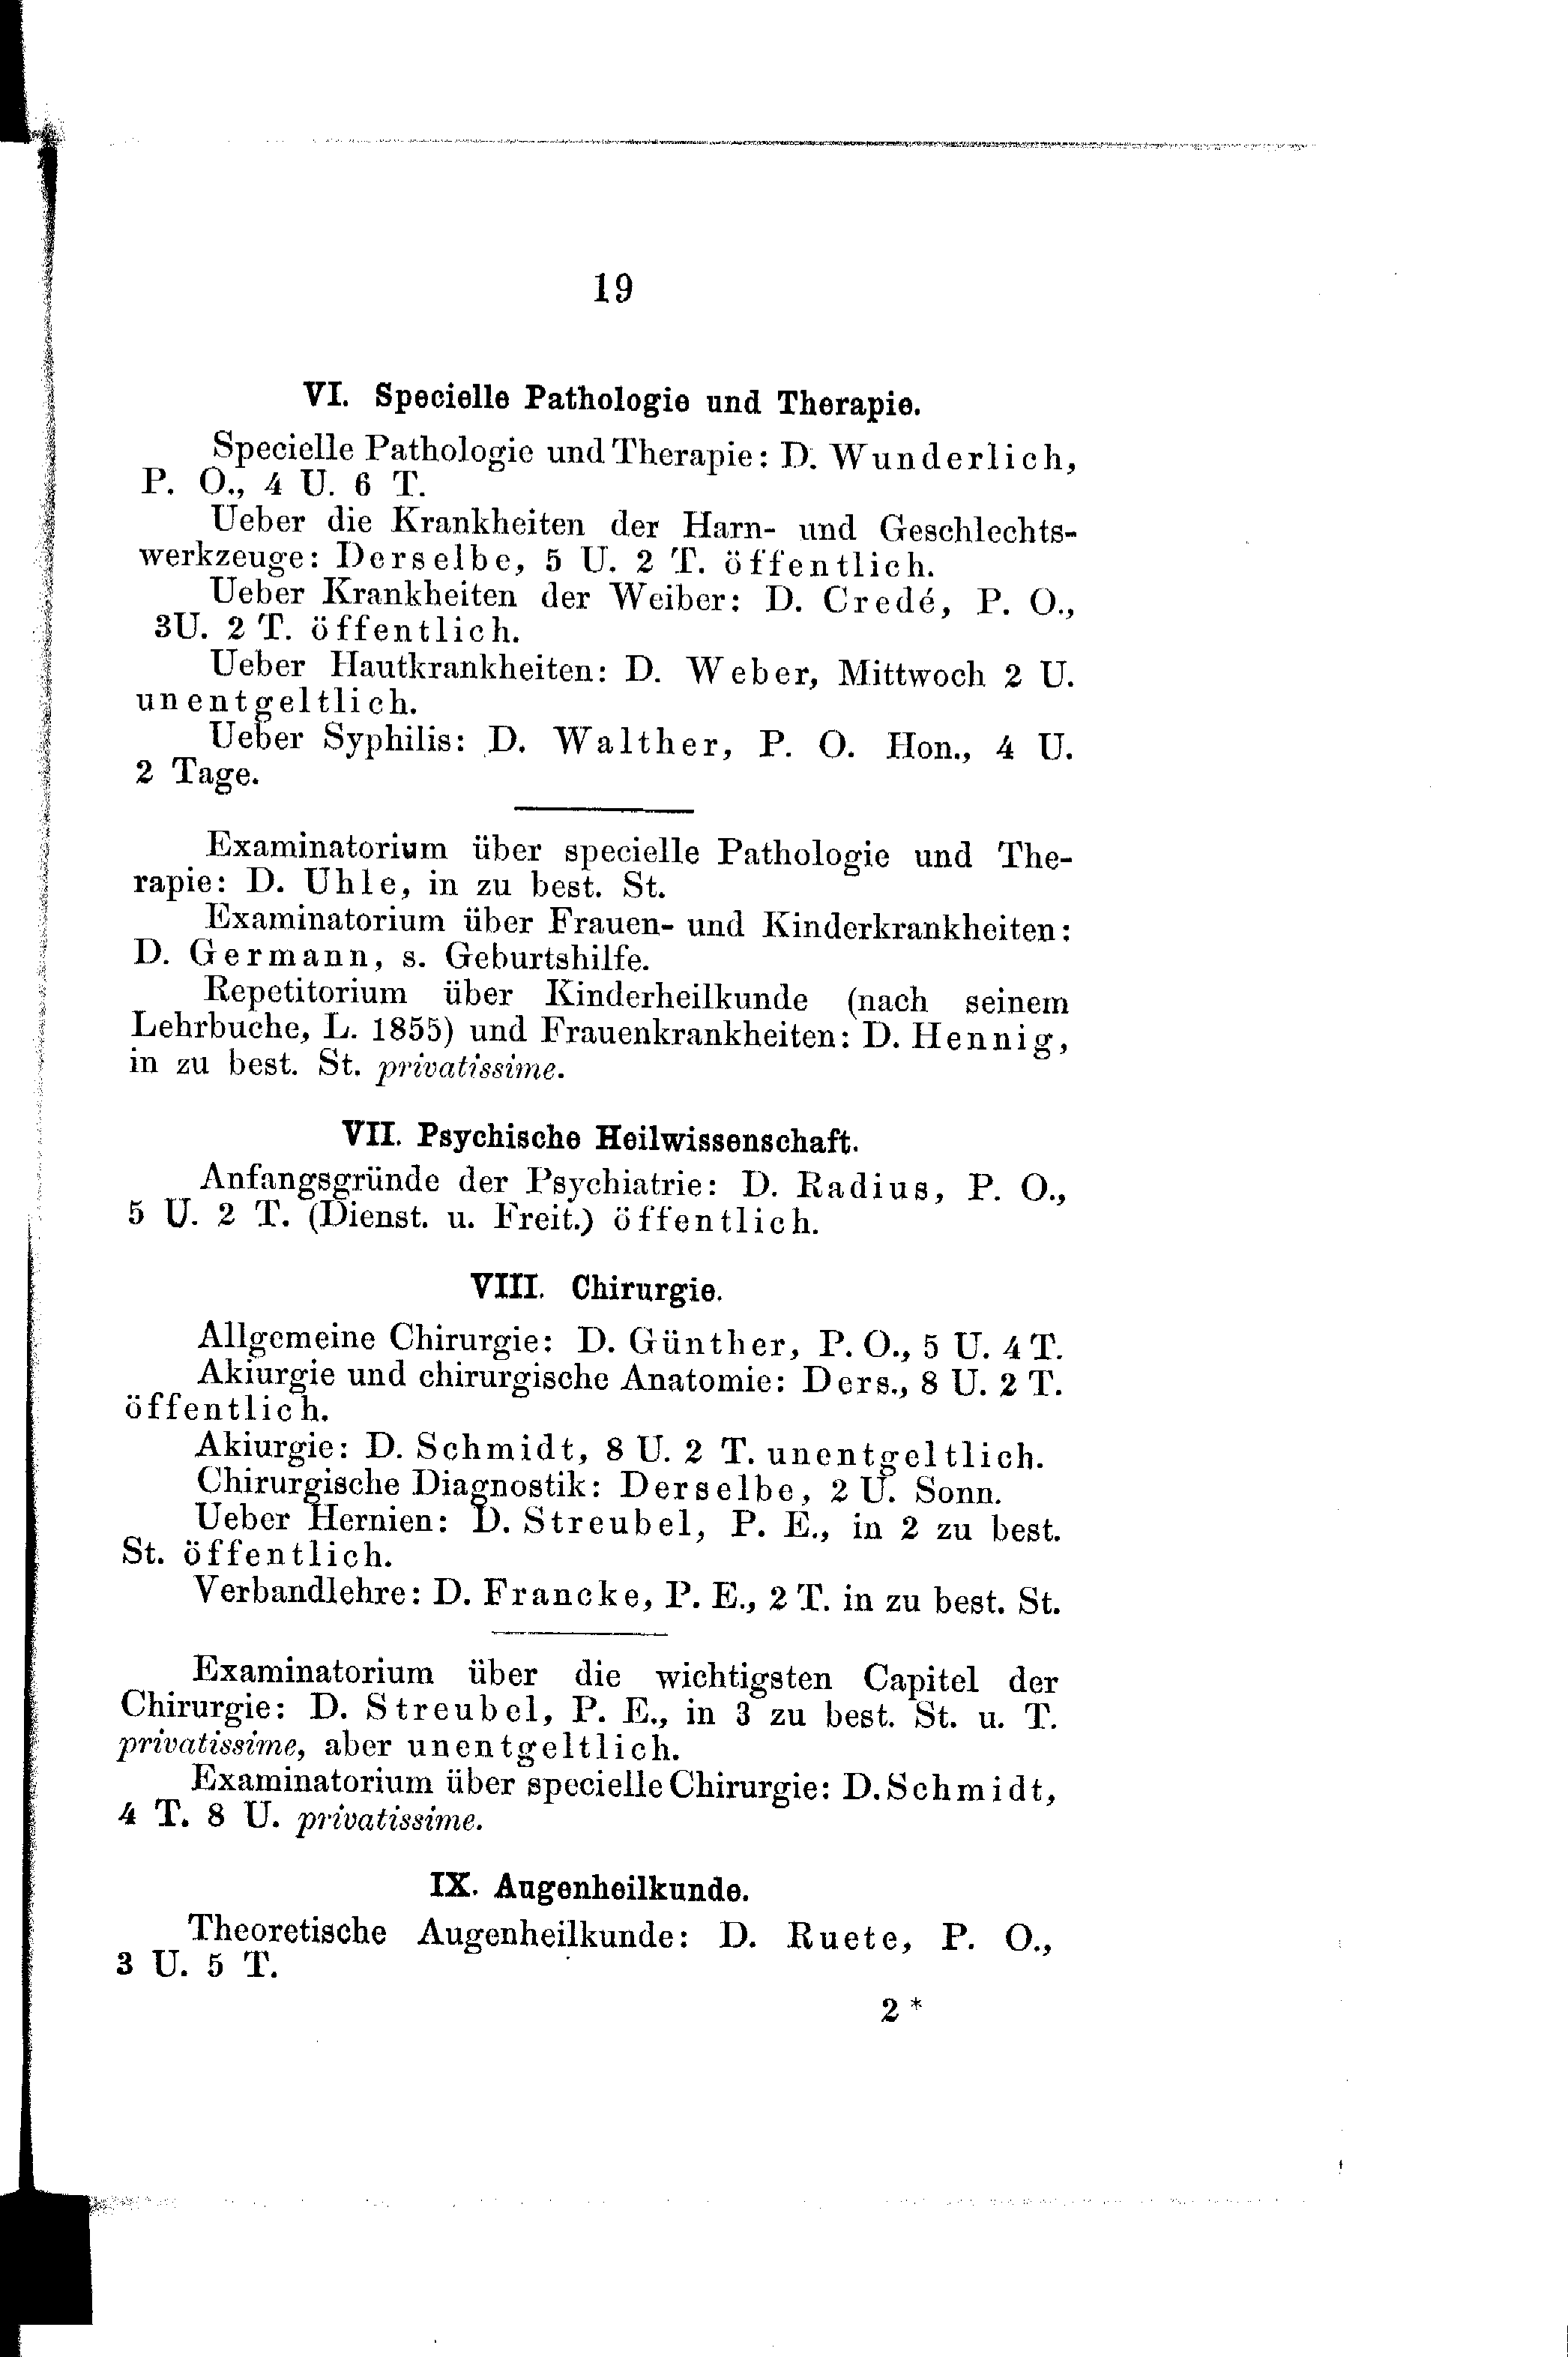 19
VI. Specielle Pathologie und Therapie.
Specielle Pathologie und Therapie: D. Wunderlich,
P. O., 4 U. 6 T.
Ueber die Krankheiten der Harn- und Geschlechts-
werkzeuge: Derselbe, 5 U. 2 T. öffentlich.
Ueber Krankheiten der Weiber: D. Credé, P. O.,
3U. 2 T. öffentlich.
Ueber Hautkrankheiten: D. Weber, Mittwoch 2 U.
unentgeltlich.
Ueber Syphilis: D. Walther, P. O. Hon., 4 U.
2 Tage.
Examinatorium über specielle Pathologie und The-
rapie: D. Uhle, in zu best. St.
Examinatorium über Frauen- und Kinderkrankheiten:
D. Germann, s. Geburtshilfe.
Repetitorium über Kinderheilkunde (nach seinem
Lehrbuche, L. 1855) und Frauenkrankheiten: D. Hennig,
in zu best. St. privatissime.
VII. Psychische Heilwissenschaft.
Anfangsgründe der Psychiatrie: D. Radius, P. O.,
5 U. 2 T. (Dienst. u. Freit.) öffentlich.
VIII. Chirurgie.
Allgemeine Chirurgie: D. Günther, P. O., 5 U. 4 T.
Akiurgie und chirurgische Anatomie: Ders., 8 U. 2 T.
öffentlich.
Akiurgie: D. Schmidt, 8 U. 2 T. unentgeltlich.
Chirurgische Diagnostik: Derselbe, 2 U. Sonn.
Ueber Hernien: D. Streubel, P. E., in 2 zu best.
St. öffentlich.
Verbandlehre: D. Francke, P. E., 2 T. in zu best. St.
Examinatorium über die wichtigsten Capitel der
Chirurgie: D. Streubel, P. E., in 3 zu best. St. u. T.
privatissime, aber unentgeltlich.
Examinatorium über specielle Chirurgie: D. Schmidt,
4 T. 8 U. privatissime.
IX. Augenheilkunde.
Theoretische Augenheilkunde: D. Ruete, P. O.,
3 U. 5 T.
2 *